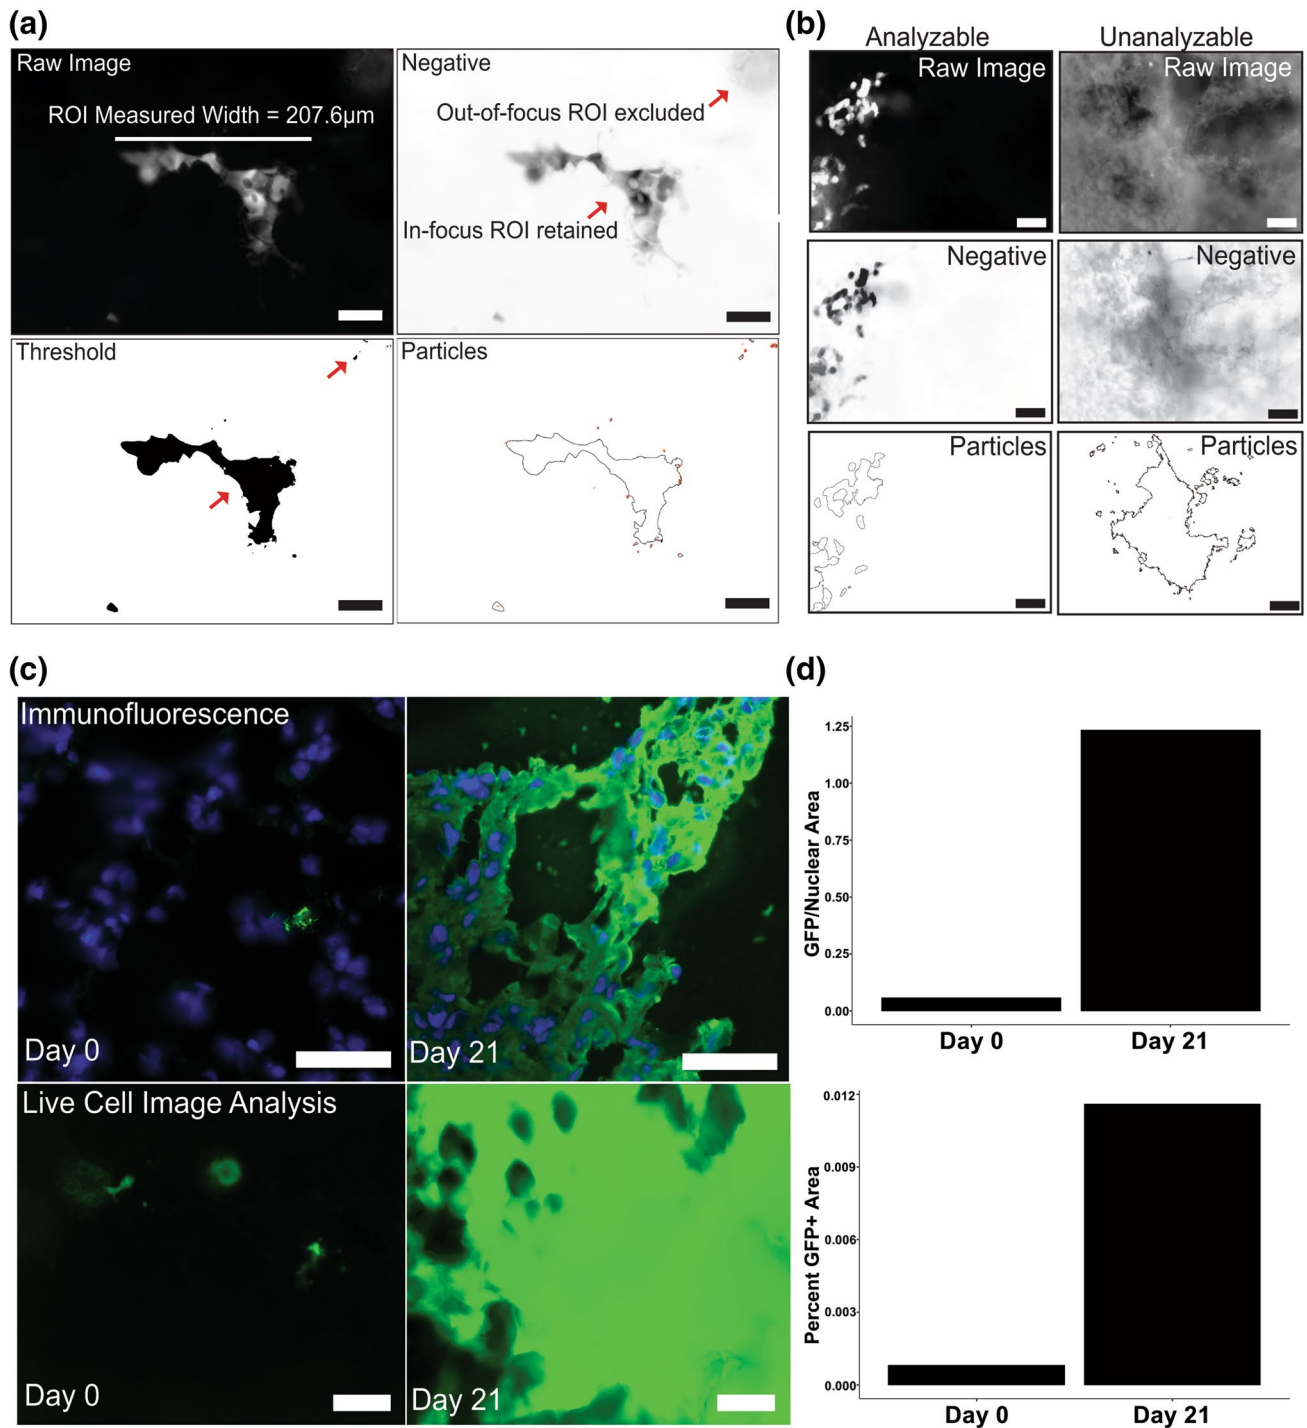 (a)
Raw Image
ROI Measured Width = 207.6μm
Negative
Out-of-focus ROI excluded
In-focus ROI retained
Threshold
Particles
(b)
Analyzable
Unanalyzable
Raw Image
Raw Image
Negative
Negative
Particles
Particles
(c)
Immunofluorescence
Day 0
Day 21
Live Cell Image Analysis
Day 0
Day 21
(d)
GFP/Nuclear Area
1.25
1.00
0.75
0.50
0.25
0.00
Day 0
Day 21
Percent GFP+ Area
0.012
0.009
0.006
0.003
0.000
Day 0
Day 21